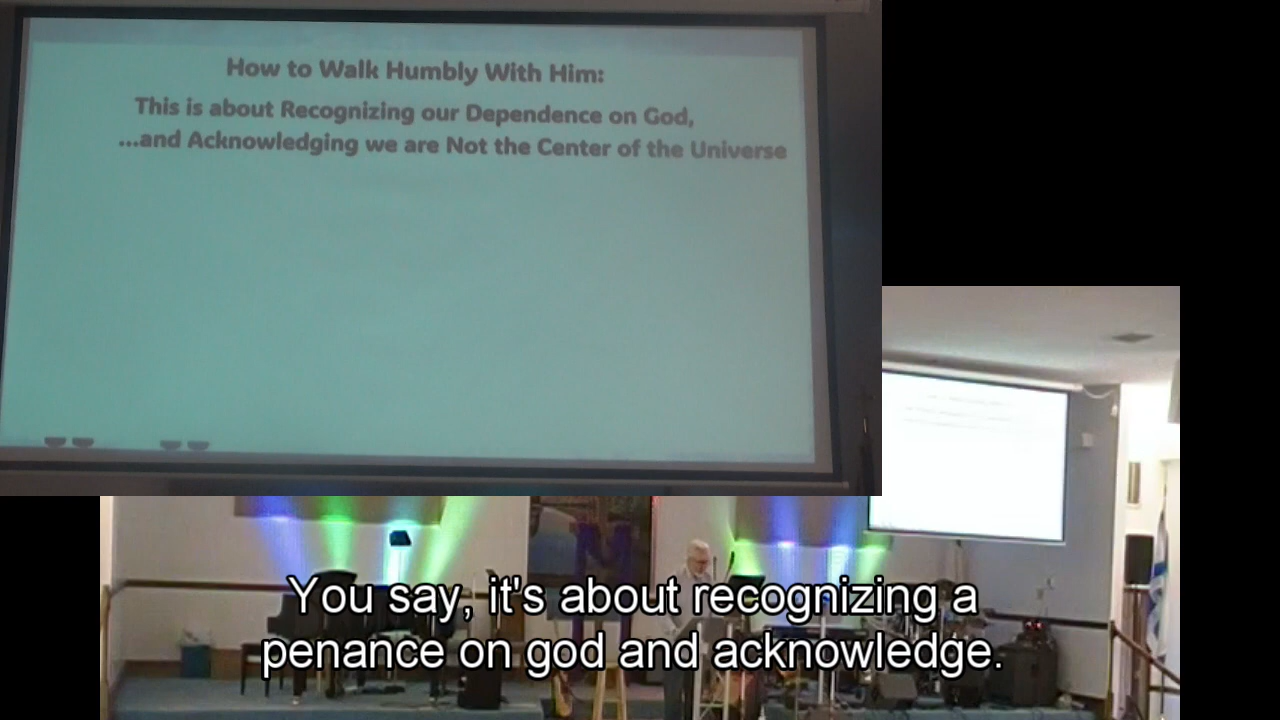 How to Walk Humbly With Him:
This is about Recognizing our Dependence on God,
...and Acknowledging we are Not the Center of the Universe
You say, it's about recognizing a
penance on god and acknowledge.